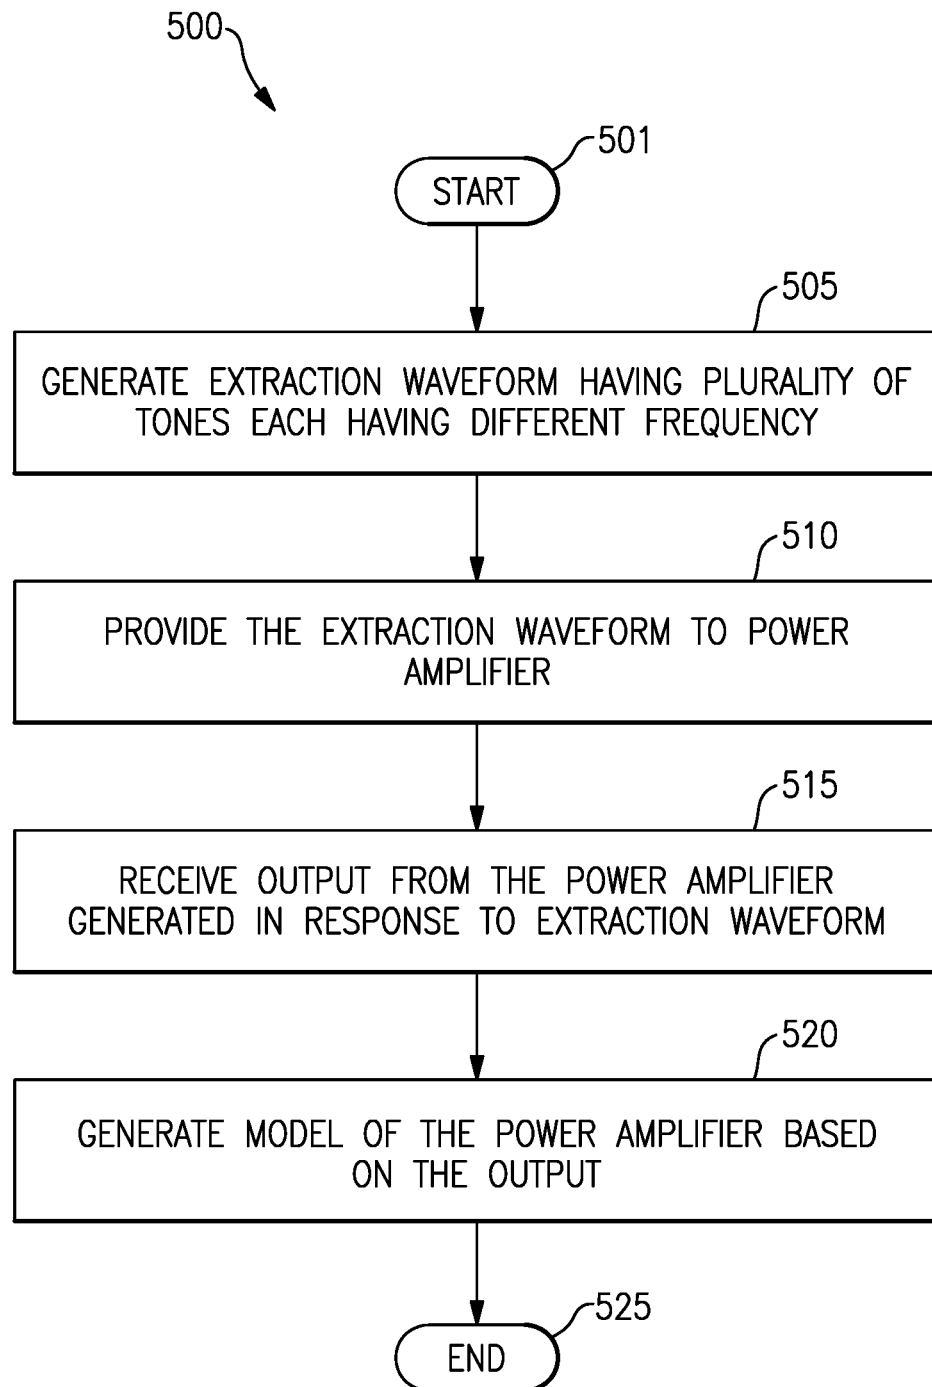 500
501
START
505
GENERATE EXTRACTION WAVEFORM HAVING PLURALITY OF
TONES EACH HAVING DIFFERENT FREQUENCY
510
PROVIDE THE EXTRACTION WAVEFORM TO POWER
AMPLIFIER
515
RECEIVE OUTPUT FROM THE POWER AMPLIFIER
GENERATED IN RESPONSE TO EXTRACTION WAVEFORM
520
GENERATE MODEL OF THE POWER AMPLIFIER BASED
ON THE OUTPUT
525
END